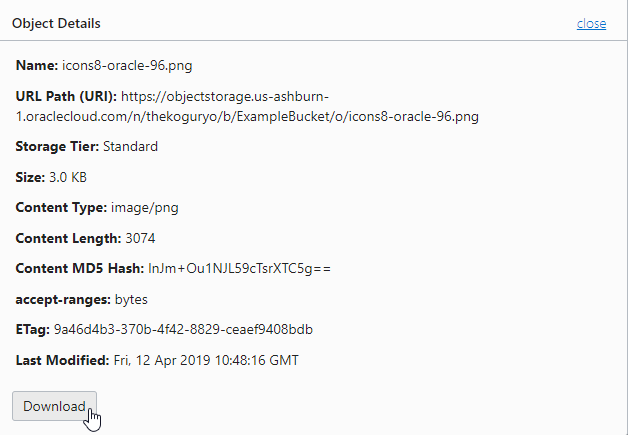 Object Details
close
Name: icons8-oracle-96.png
URL Path (URI): https://objectstorage.us-ashburn-
1.oraclecloud.com/n/thekoguryo/b/ExampleBucket/o/icons8-oracle-96.png
Storage Tier: Standard
Size: 3.0 KB
Content Type: image/png
Content Length: 3074
Content MD5 Hash: lnJm+Ou1NJL59cTsrXTC5g==
accept-ranges: bytes
ETag: 9a46d4b3-370b-4f42-8829-ceaef9408bdb
Last Modified: Fri, 12 Apr 2019 10:48:16 GMT
Download